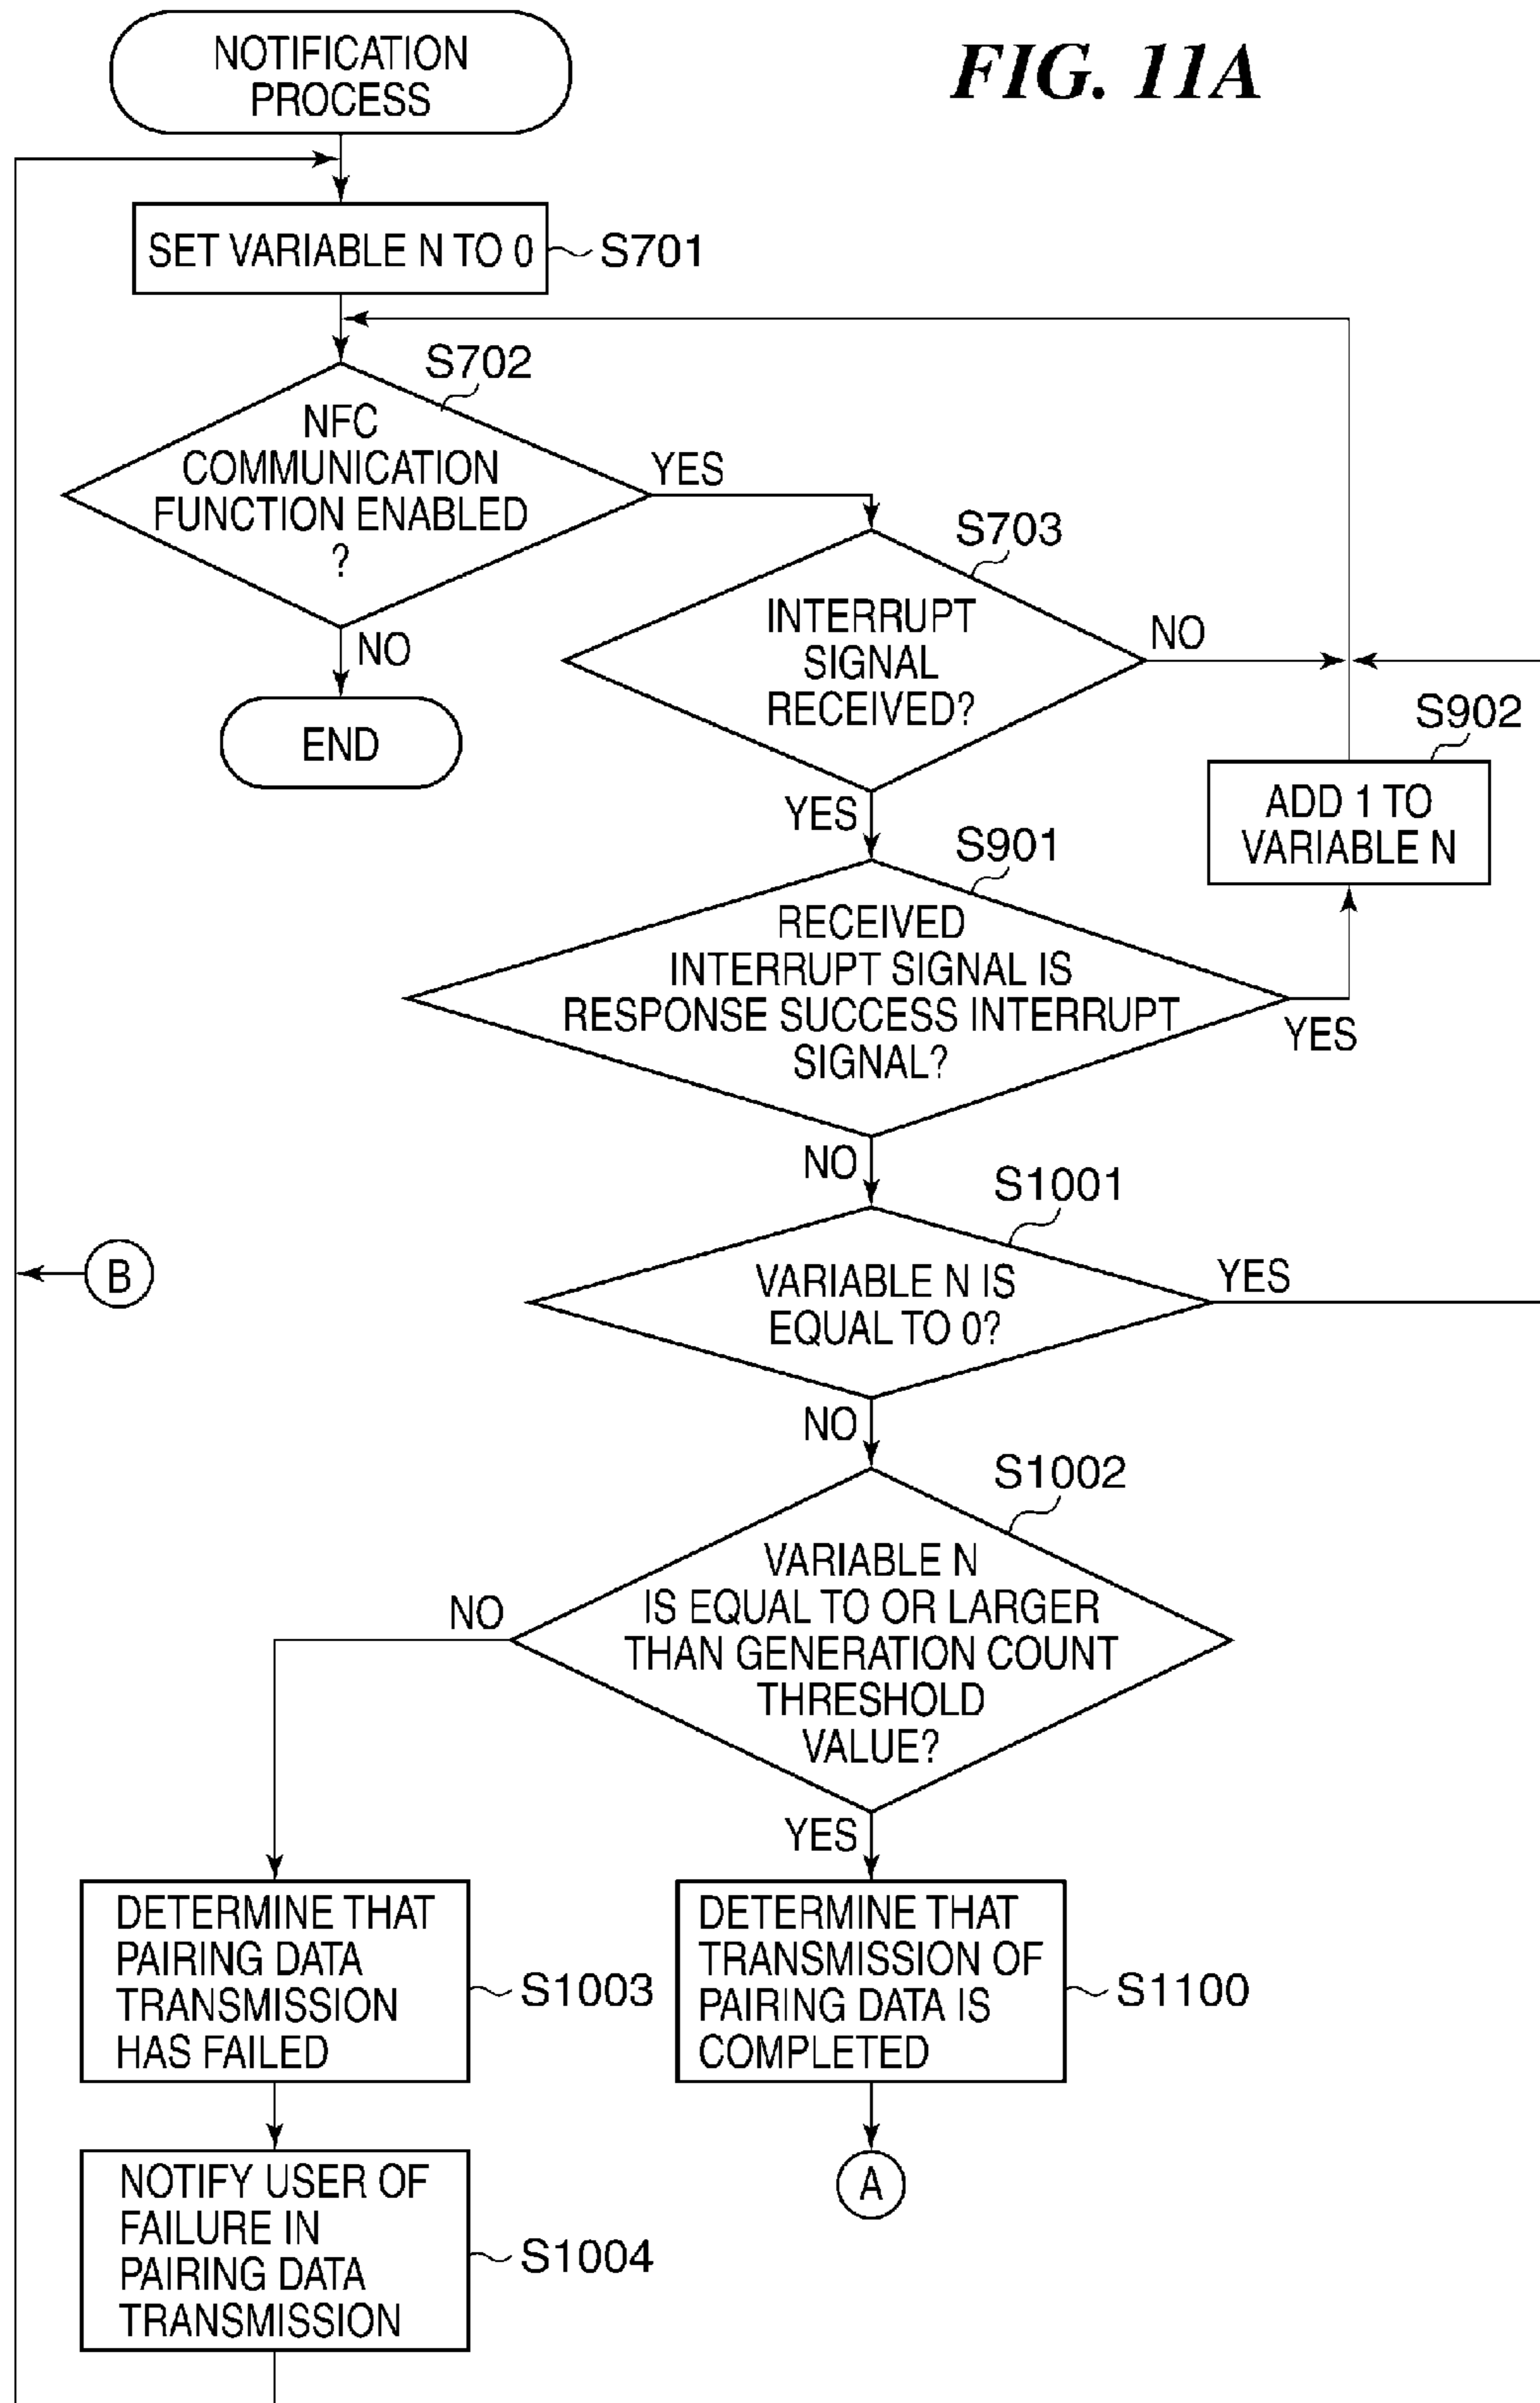 NOTIFICATION
PROCESS
FIG. 11A
SET VARIABLE N TO 0
S701
S702
NFC
COMMUNICATION
FUNCTION ENABLED
?
YES
NO
END
S703
INTERRUPT
SIGNAL
RECEIVED?
NO
YES
S902
ADD 1 TO
VARIABLE N
S901
RECEIVED
INTERRUPT SIGNAL IS
RESPONSE SUCCESS INTERRUPT
SIGNAL?
YES
NO
S1001
VARIABLE N IS
EQUAL TO 0?
YES
NO
B
S1002
VARIABLE N
IS EQUAL TO OR LARGER
THAN GENERATION COUNT
THRESHOLD
VALUE?
NO
YES
DETERMINE THAT
PAIRING DATA
TRANSMISSION
HAS FAILED
S1003
DETERMINE THAT
TRANSMISSION OF
PAIRING DATA IS
COMPLETED
S1100
NOTIFY USER OF
FAILURE IN
PAIRING DATA
TRANSMISSION
S1004
A